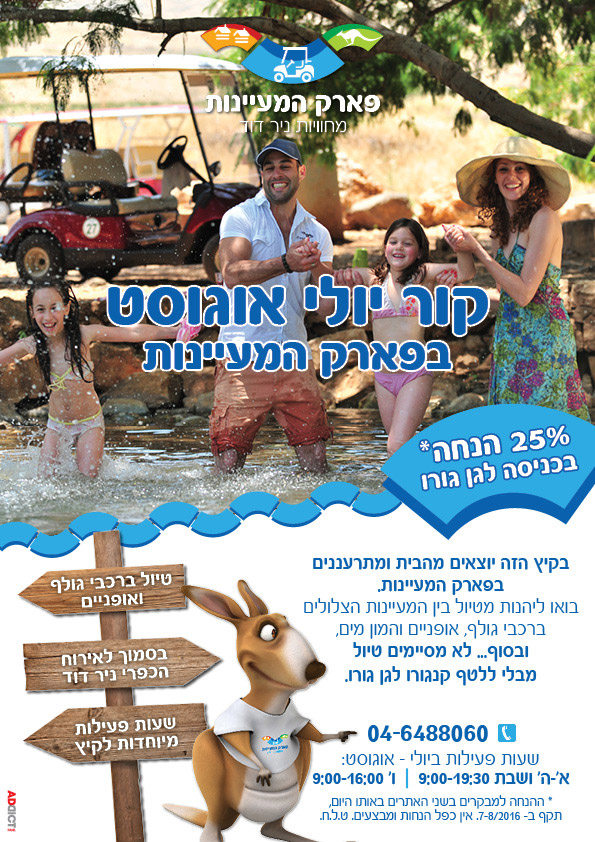 פארק המעיינות
מחוויות ניר דוד
27
קור יולי אוגוסט
בפארק המעיינות
25% הנחה*
בכניסה לגן גורו
בקיץ הזה יוצאים מהבית ומתרעננים
בפארק המעיינות.
בואו ליהנות מטיול בין המעיינות הצלולים
ברכבי גולף, אופניים והמון מים,
ובסוף... לא מסיימים טיול
מבלי ללטף קנגורו לגן גורו.
טיול ברכבי גולף
ואופניים
בסמוך לאירוח
הכפרי ניר דוד
שעות פעילות
מיוחדות לקיץ
פארק המעיינות
04-6488060
שעות פעילות ביולי - אוגוסט:
א'-ה' ושבת 9:00-19:30 | ו' 9:00-16:00
* ההנחה למבקרים בשני האתרים באותו היום,
תקף ב- 7-8/2016. אין כפל הנחות ומבצעים. ט.ל.ח.
ADDICT